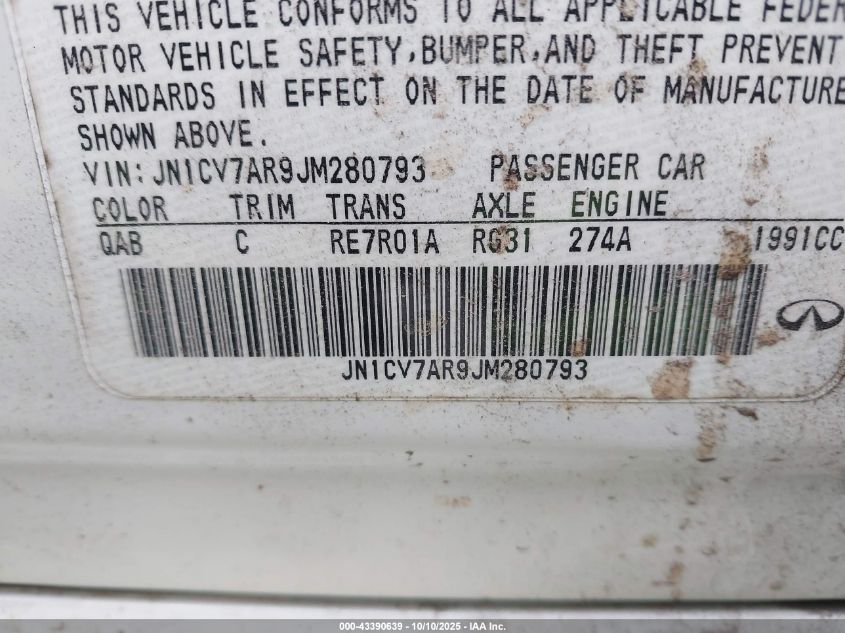 THIS VEHICLE CONFORMS TO ALL APPLICABLE FEDER
MOTOR VEHICLE SAFETY, BUMPER, AND THEFT PREVENT
STANDARDS IN EFFECT ON THE DATE OF MANUFACTURE
SHOWN ABOVE.
VIN: JN1CV7AR9JM280793 PASSENGER CAR
COLOR TRIM TRANS AXLE ENGINE
QAB C RE7R01A RG31 274A 1991CC
JN1CV7AR9JM280793
000-43390639 - 10/10/2025 - IAA Inc.